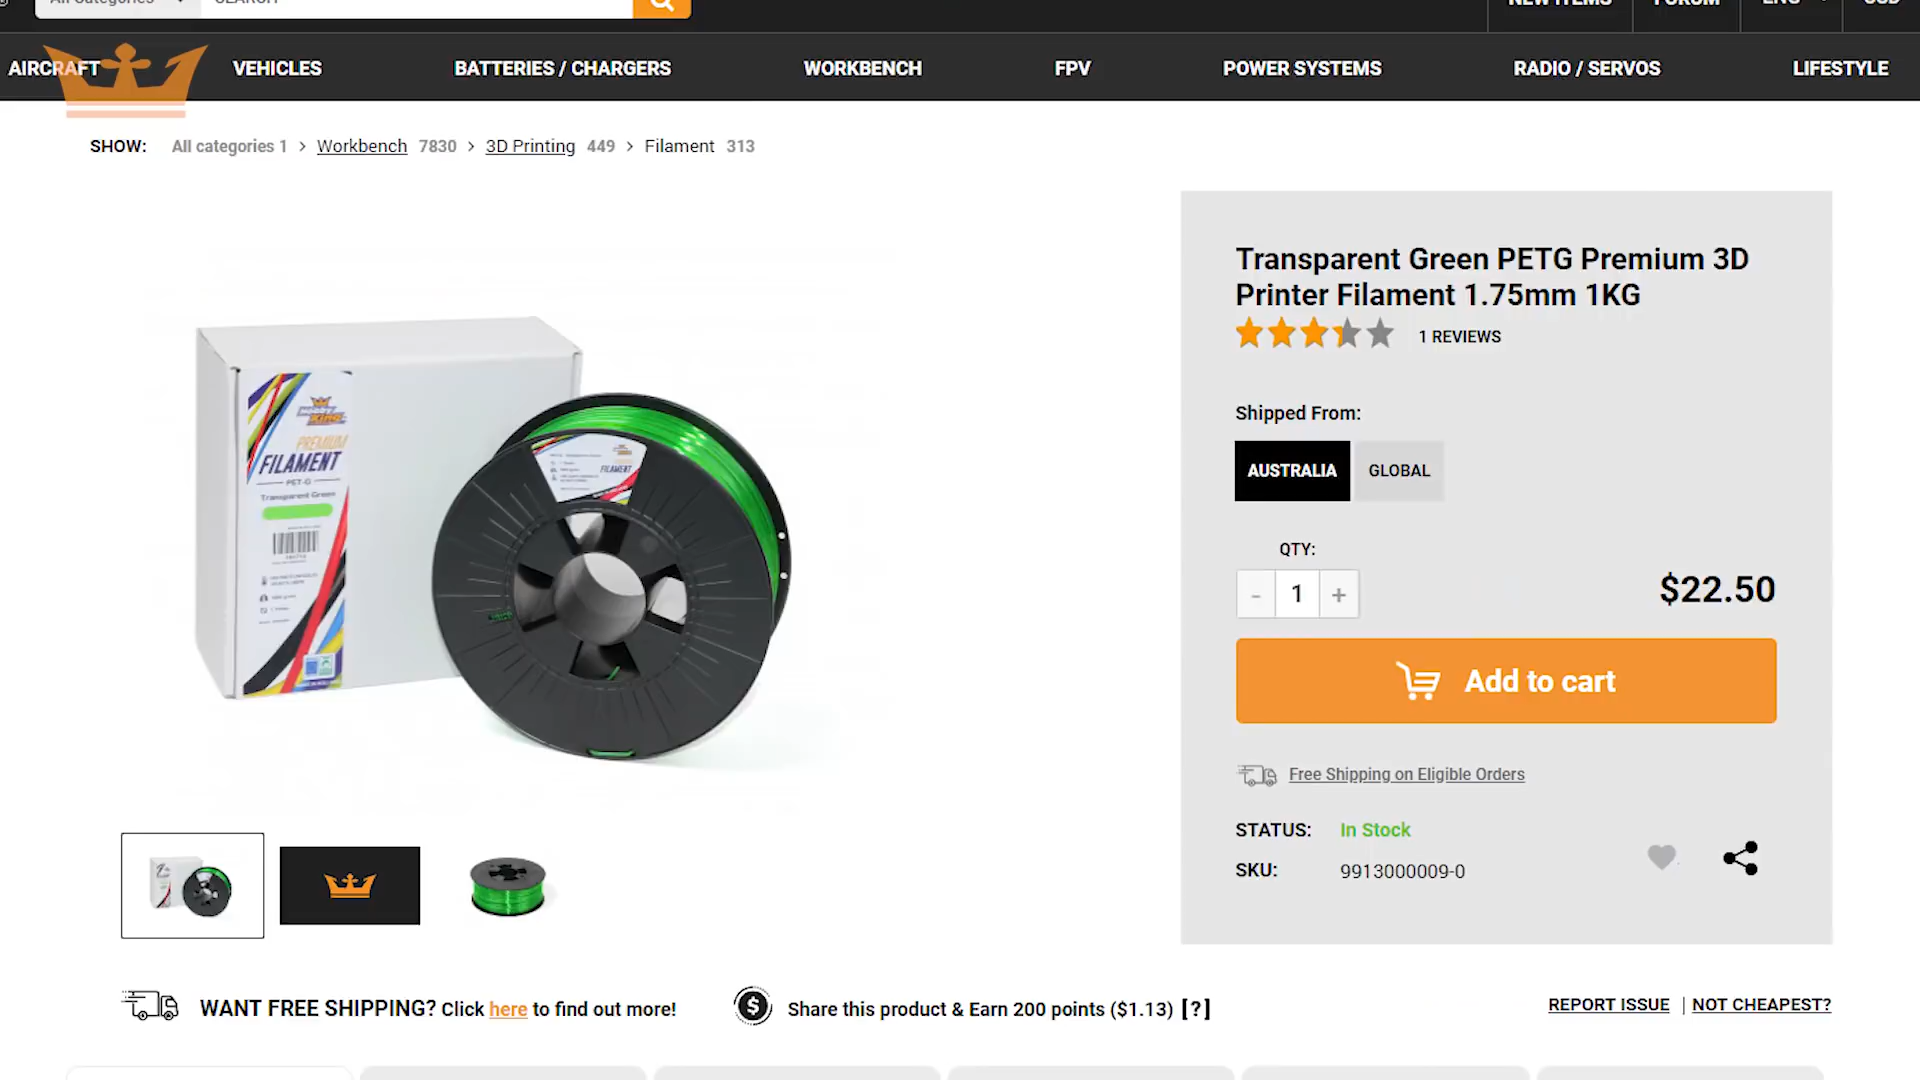 SEARCH
NEW ITEMS
FORUM
ENG
USD
AIRCRAFT
VEHICLES
BATTERIES / CHARGERS
WORKBENCH
FPV
POWER SYSTEMS
RADIO / SERVOS
LIFESTYLE
SHOW: All categories 1 > Workbench 7830 > 3D Printing 449 > Filament 313
HOBBY
KING
PREMIUM
FILAMENT
PET-G
Transparent Green
FILAMENT
Transparent Green PETG Premium 3D
Printer Filament 1.75mm 1KG
1 REVIEWS
Shipped From:
AUSTRALIA
GLOBAL
QTY:
- 1 +
$22.50
Add to cart
Free Shipping on Eligible Orders
STATUS: In Stock
SKU: 9913000009-0
WANT FREE SHIPPING? Click here to find out more!
$ Share this product & Earn 200 points ($1.13) [?]
REPORT ISSUE | NOT CHEAPEST?